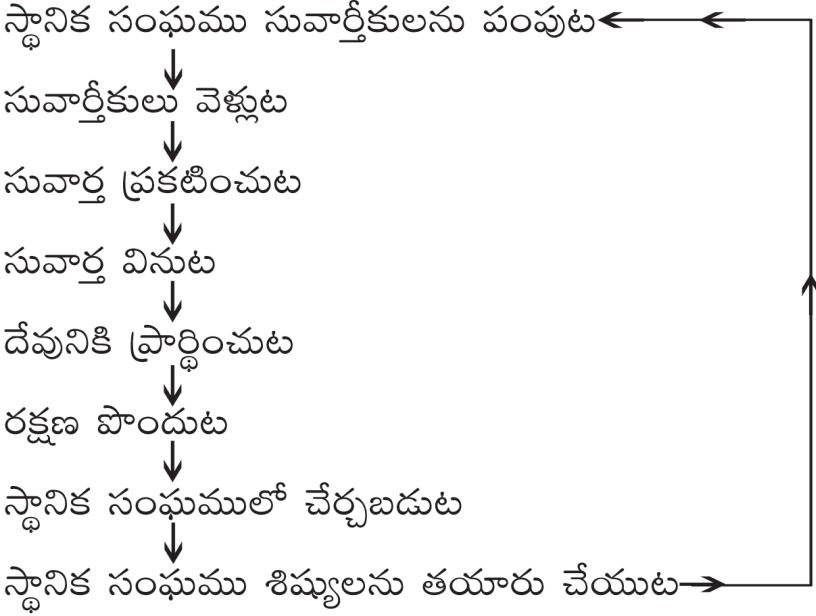 స్థానిక సంఘము సువార్తీకులను పంపుట
సువార్తీకులు వెళ్లుట
సువార్త ప్రకటించుట
సువార్త వినుట
దేవునికి ప్రార్థించుట
రక్షణ పొందుట
స్థానిక సంఘములో చేర్చబడుట
స్థానిక సంఘము శిష్యులను తయారు చేయుట